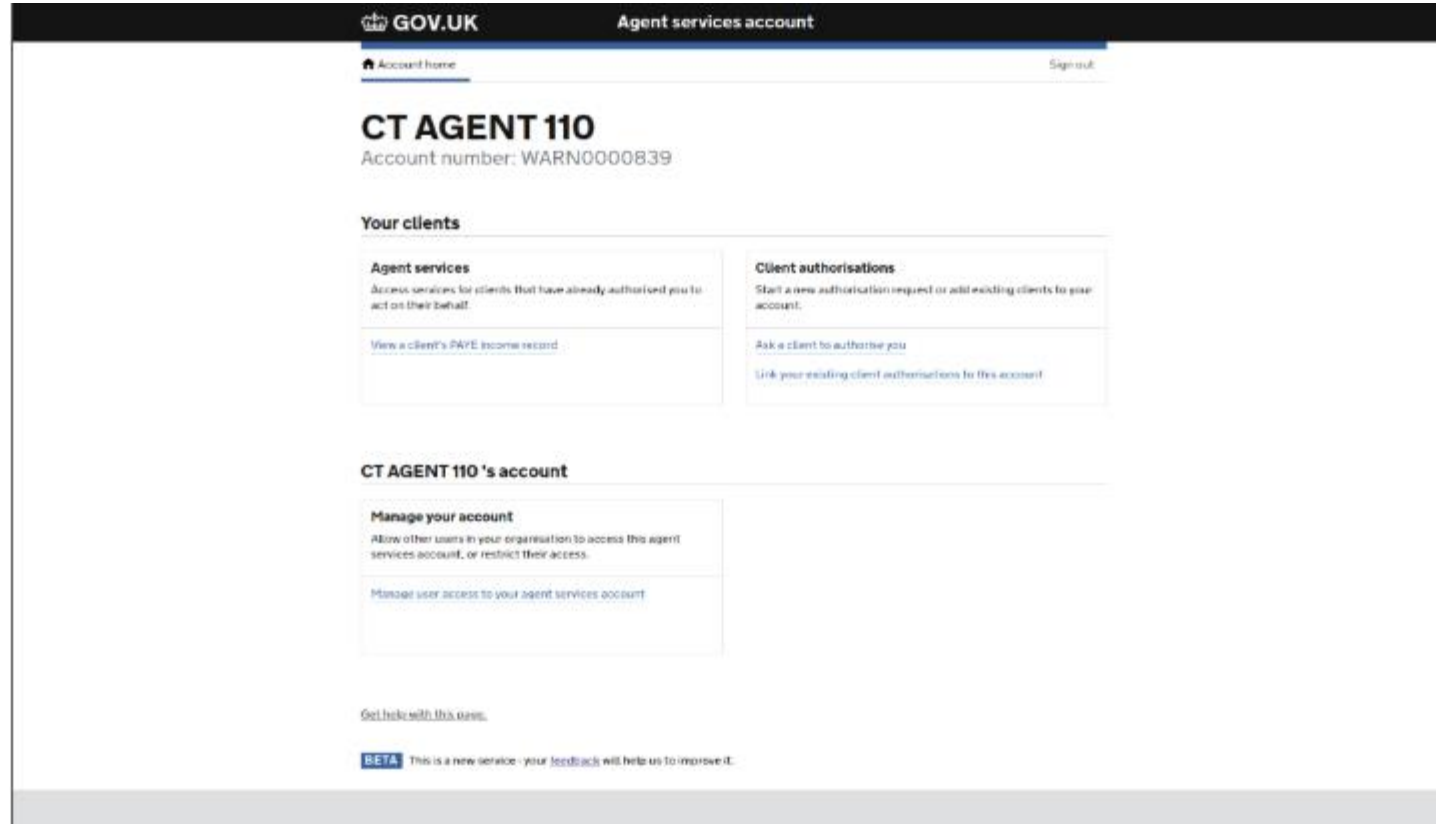 GOV.UK
Agent services account
Account home
Sign out
CT AGENT 110
Account number: WARN0000839
Your clients
Agent services
Access services for clients that have already authorised you to
act on their behalf.
View a client's PAYE income record
Client authorisations
Start a new authorisation request or add existing clients to your
account.
Ask a client to authorise you
Link your existing client authorisations to this account
CT AGENT 110 's account
Manage your account
Allow other users in your organisation to access this agent
services account, or restrict their access.
Manage user access to your agent services account
Get help with this page.
BETA This is a new service - your feedback will help us to improve it.